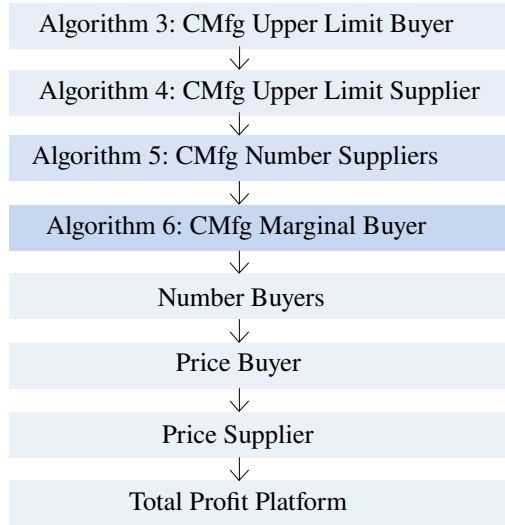 Algorithm 3: CMfg Upper Limit Buyer
Algorithm 4: CMfg Upper Limit Supplier
Algorithm 5: CMfg Number Suppliers
Algorithm 6: CMfg Marginal Buyer
Number Buyers
Price Buyer
Price Supplier
Total Profit Platform